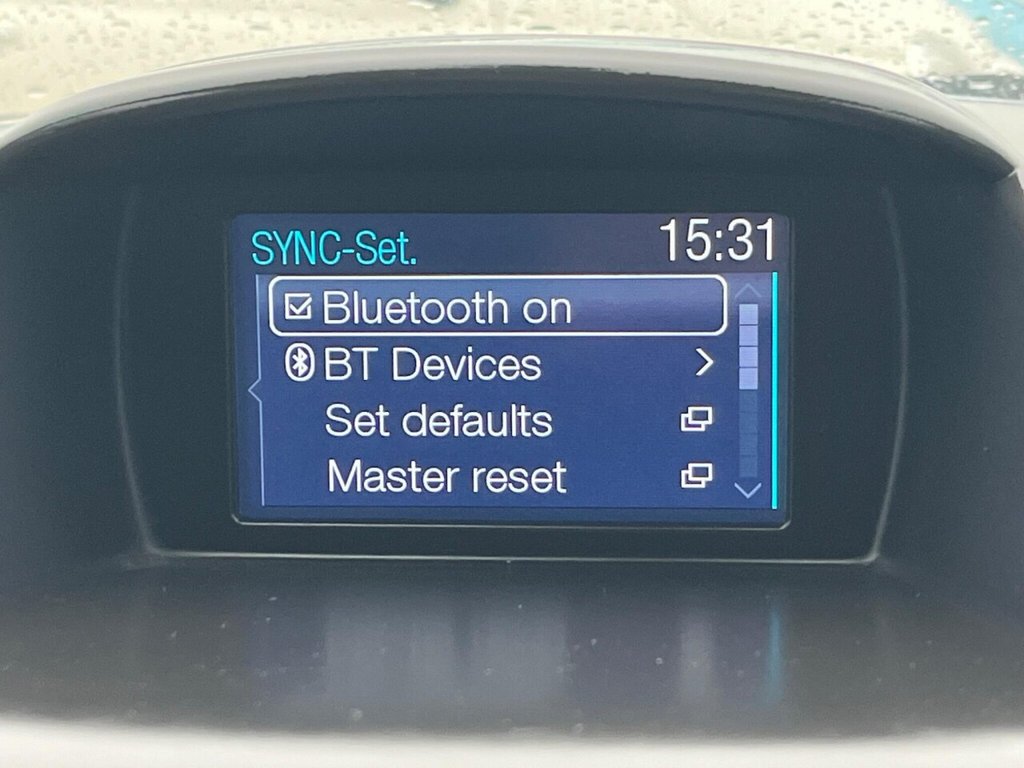 SYNC-Set. 15:31
Bluetooth on
BT Devices
Set defaults
Master reset